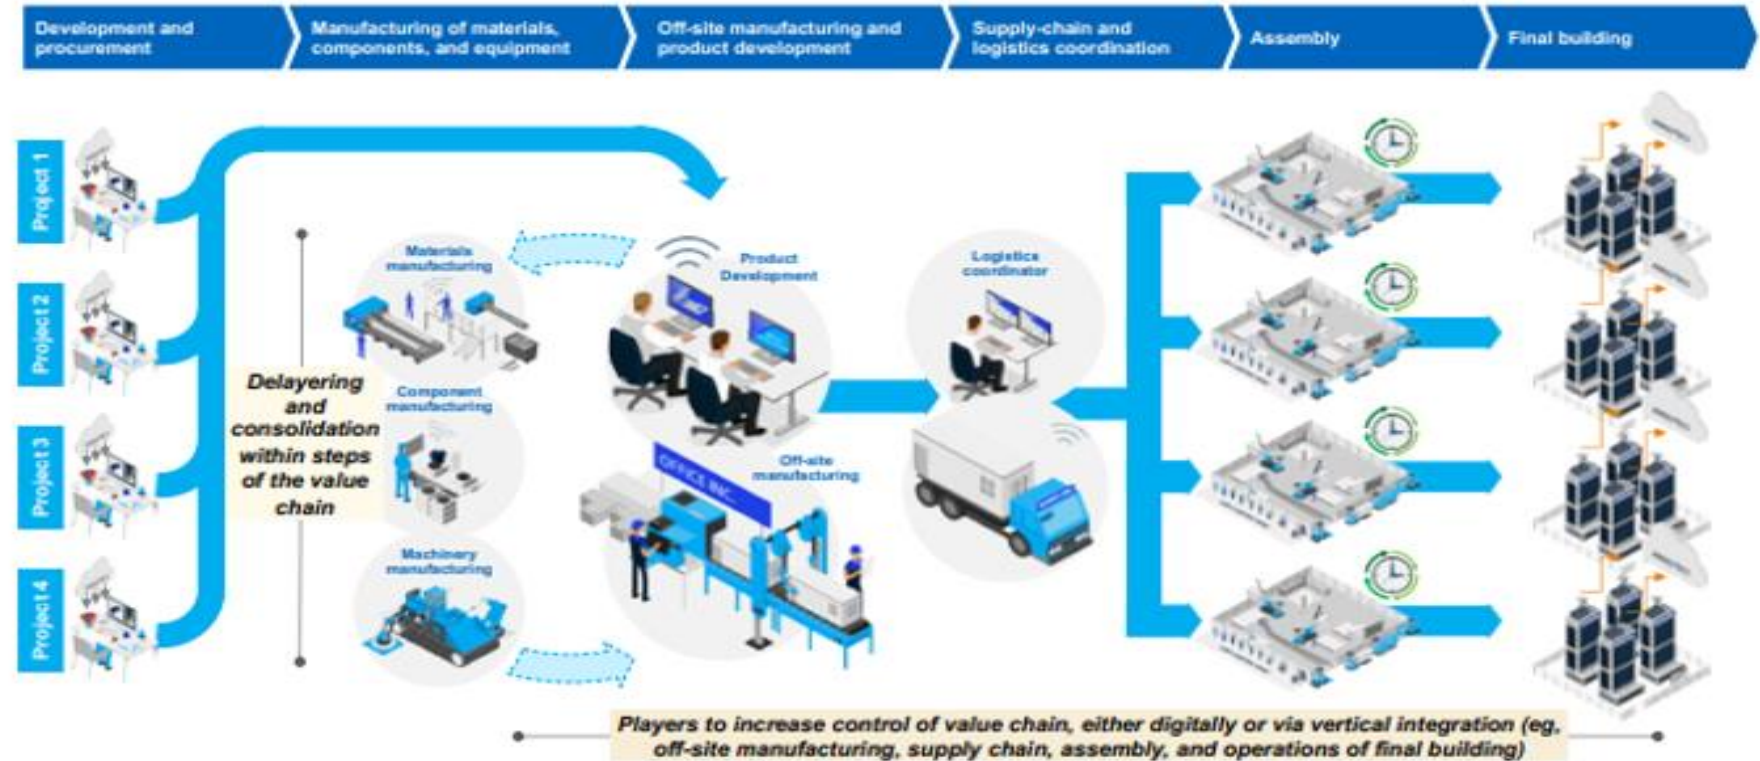 Development and
procurement
Manufacturing of materials,
components, and equipment
Off-site manufacturing and
product development
Supply-chain and
logistics coordination
Assembly
Final building
Project 1
Project 2
Project 3
Project 4
Delayering
and
consolidation
within steps
of the value
chain
Materials
manufacturing
Component
manufacturing
Machinery
manufacturing
Product
Development
Off-site
manufacturing
OFFICE INC.
Logistics
coordinator
Players to increase control of value chain, either digitally or via vertical integration (eg,
off-site manufacturing, supply chain, assembly, and operations of final building)